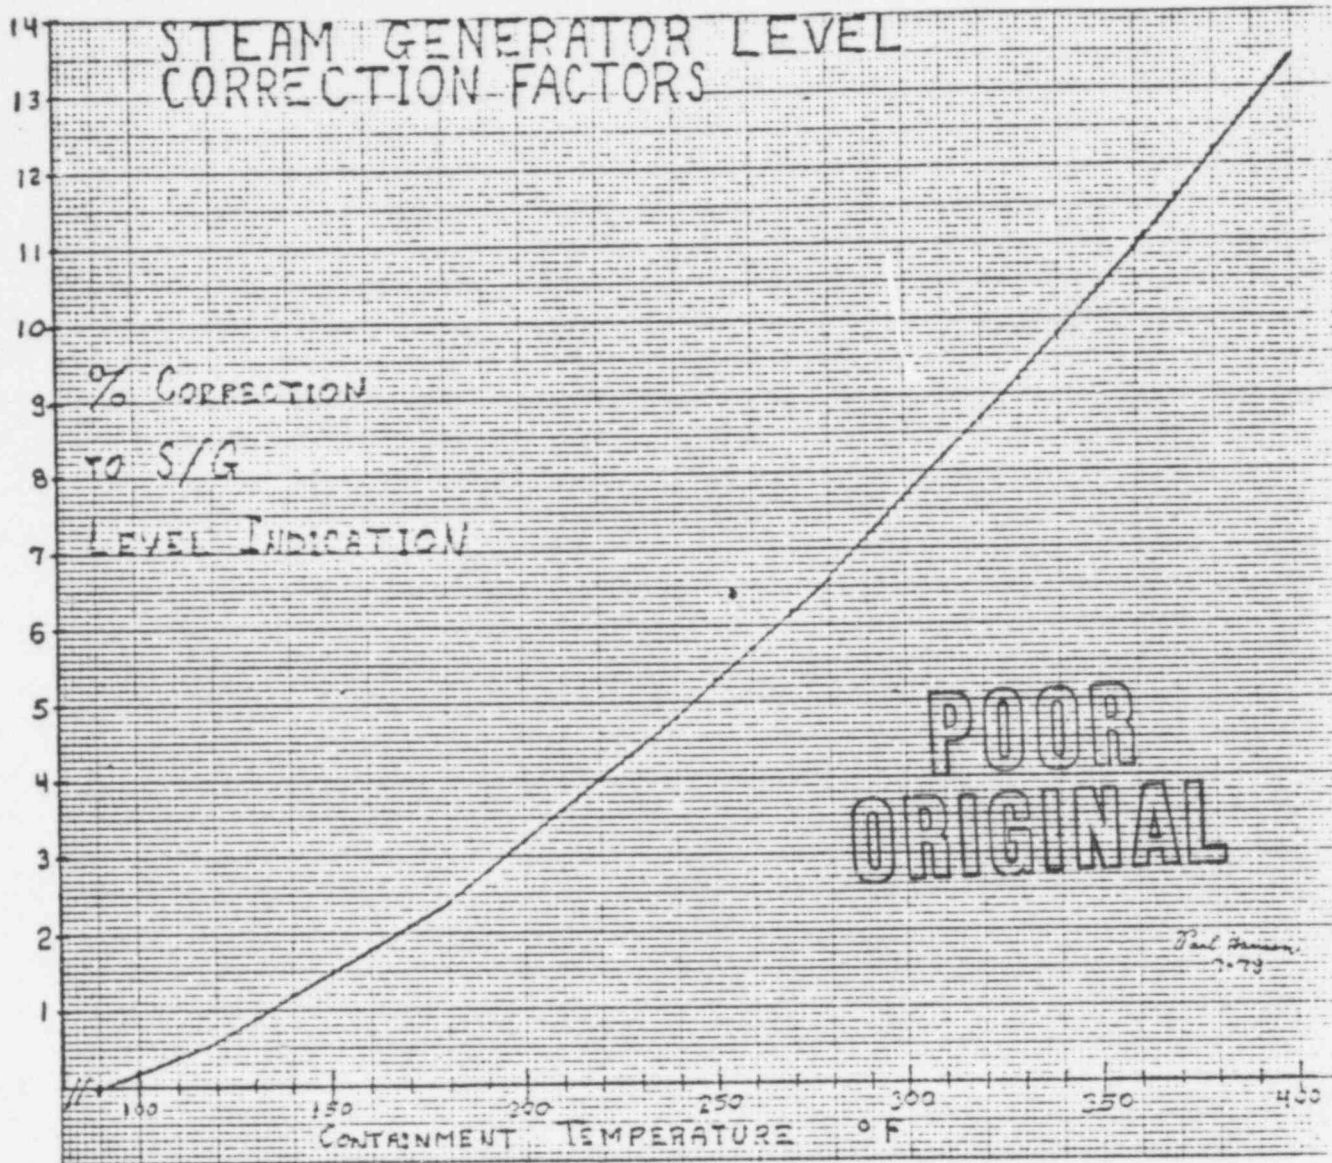 STEAM GENERATOR LEVEL
CORRECTION FACTORS
14
13
12
11
10
9
8
7
6
5
4
3
2
1
% CORRECTION
TO S/G
LEVEL INDICATION
POOR
ORIGINAL
Paul
100 150 200 250 300 350 400
CONTAINMENT TEMPERATURE °F